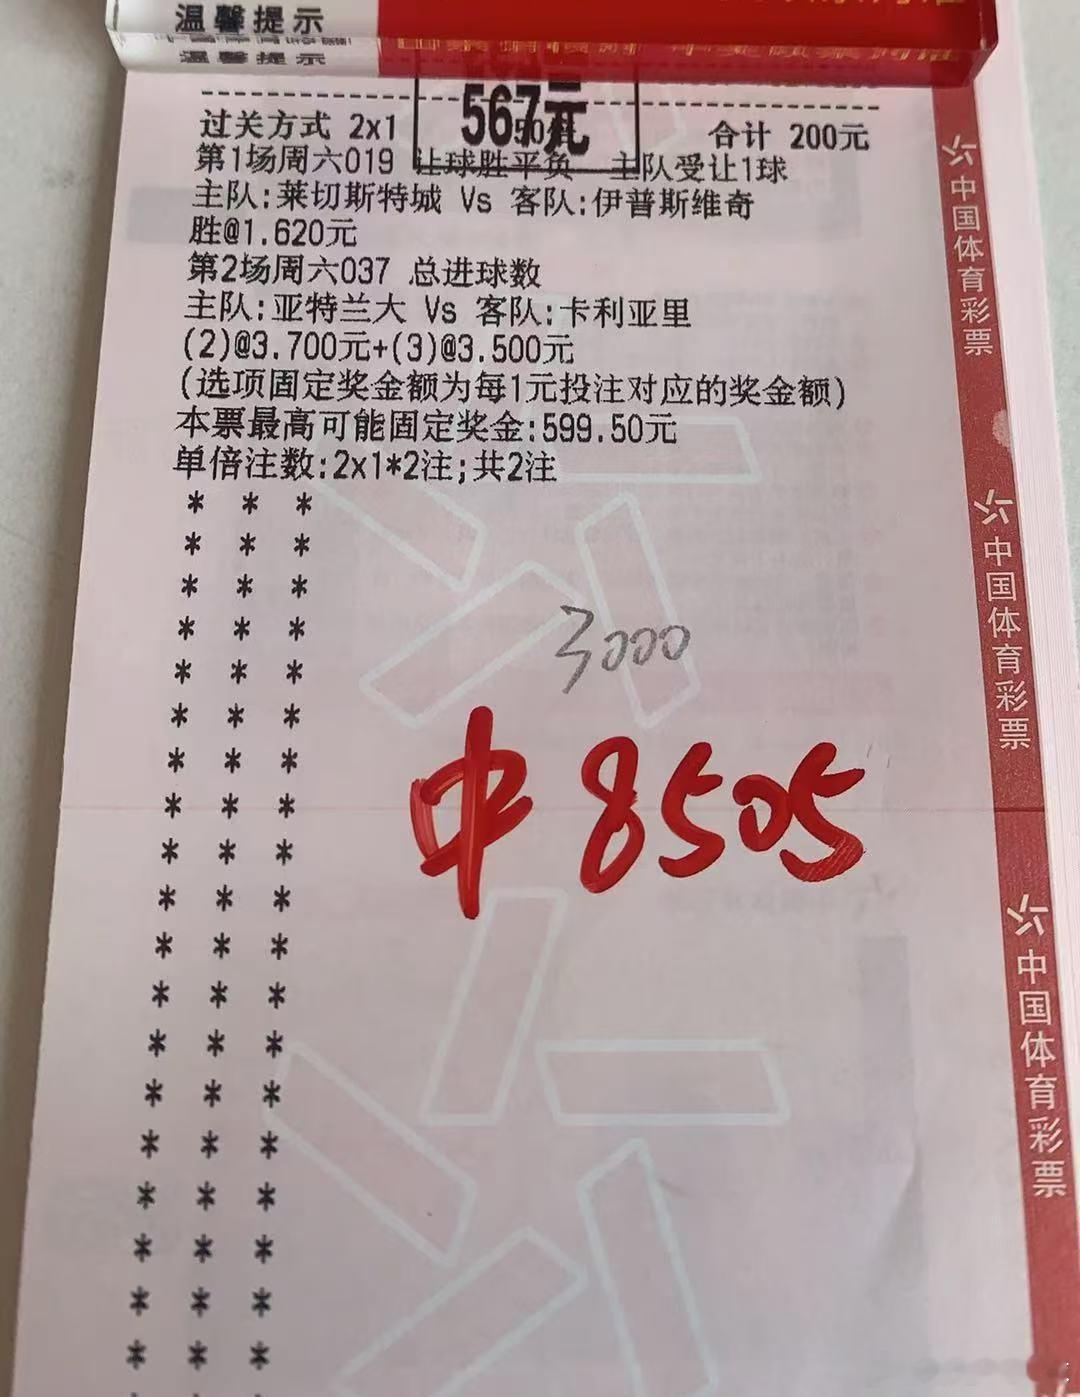 温馨提示
温馨提示
567元
过关方式 2x1 合计 200元
第1场周六019 让球胜平负 主队受让1球
主队:莱切斯特城 Vs 客队:伊普斯维奇
胜@1.620元
第2场周六037 总进球数
主队:亚特兰大 Vs 客队:卡利亚里
(2)@3.700元+(3)@3.500元
(选项固定奖金额为每1元投注对应的奖金额)
本票最高可能固定奖金:599.50元
单倍注数:2x1*2注;共2注
3000
中 8505
中国体育彩票
中国体育彩票
中国体育彩票